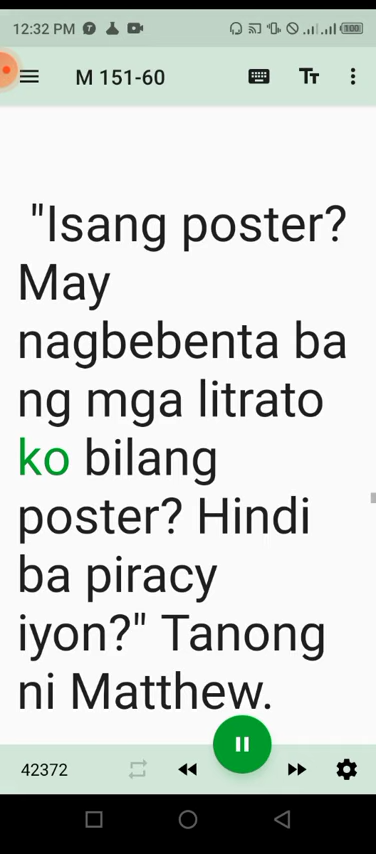 12:32 PM
100
M 151-60
"Isang poster?
May
nagbebenta ba
ng mga litrato
ko bilang
poster? Hindi
ba piracy
iyon?" Tanong
ni Matthew.
42372